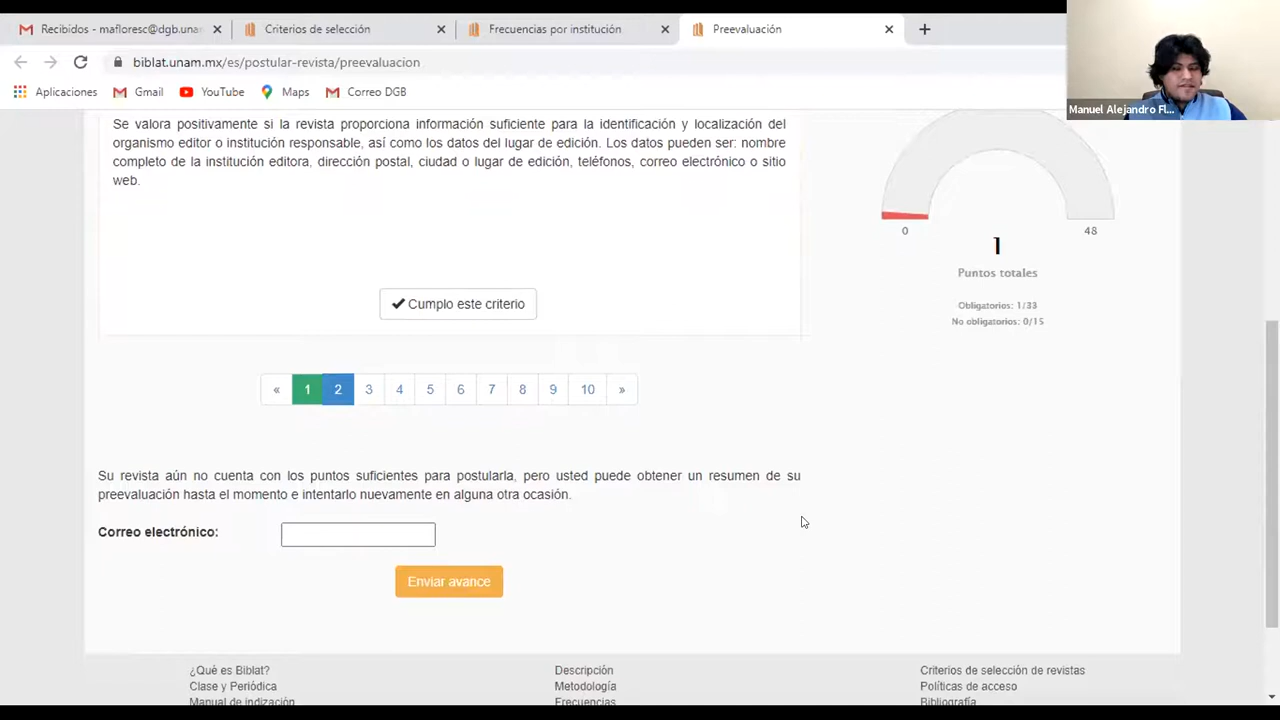 Recibidos - mafloresc@dgb.una
Criterios de selección
Frecuencias por institución
Preevaluación
biblat.unam.mx/es/postular-revista/preevaluacion
Aplicaciones
Gmail
YouTube
Maps
Correo DGB
Manuel Alejandro Fl...
Se valora positivamente si la revista proporciona información suficiente para la identificación y localización del
organismo editor o institución responsable, así como los datos del lugar de edición. Los datos pueden ser: nombre
completo de la institución editora, dirección postal, ciudad o lugar de edición, teléfonos, correo electrónico o sitio
web.
0
48
1
Puntos totales
Obligatorios: 1/33
No obligatorios: 0/15
✔ Cumplo este criterio
« 1 2 3 4 5 6 7 8 9 10 »
Su revista aún no cuenta con los puntos suficientes para postularla, pero usted puede obtener un resumen de su
preevaluación hasta el momento e intentarlo nuevamente en alguna otra ocasión.
Correo electrónico:
Enviar avance
¿Qué es Biblat?
Clase y Periódica
Manual de indización
Descripción
Metodología
Frecuencias
Criterios de selección de revistas
Políticas de acceso
Bibliografía